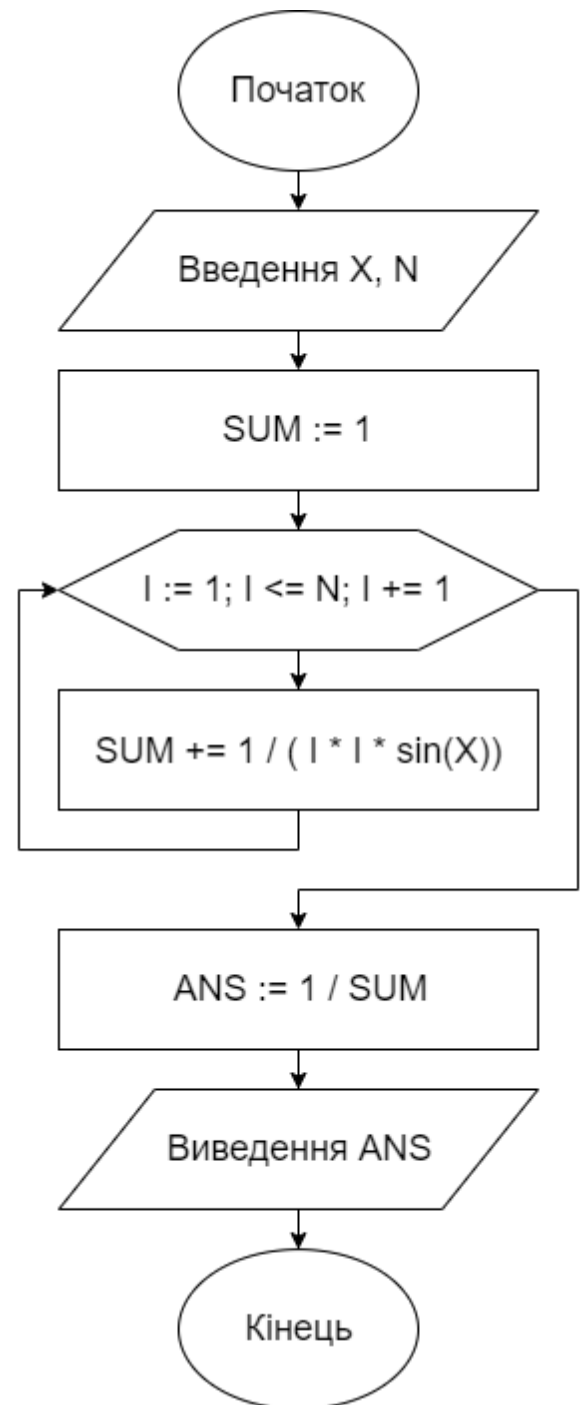 Початок
Введення X, N
SUM := 1
I := 1; I <= N; I += 1
SUM += 1 / ( I * I * sin(X))
ANS := 1 / SUM
Виведення ANS
Кінець